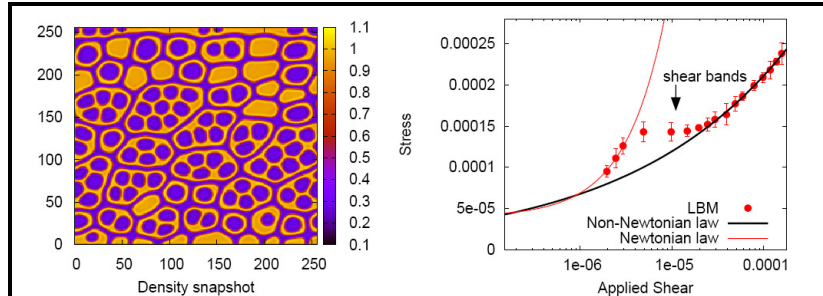 250
200
150
100
50
0
0 50 100 150 200 250
Density snapshot
1.1
1
0.9
0.8
0.7
0.6
0.5
0.4
0.3
0.2
0.1
Stress
0.00025
0.0002
0.00015
0.0001
5e-05
0
shear bands
LBM
Non-Newtonian law
Newtonian law
1e-06 1e-05 0.0001
Applied Shear